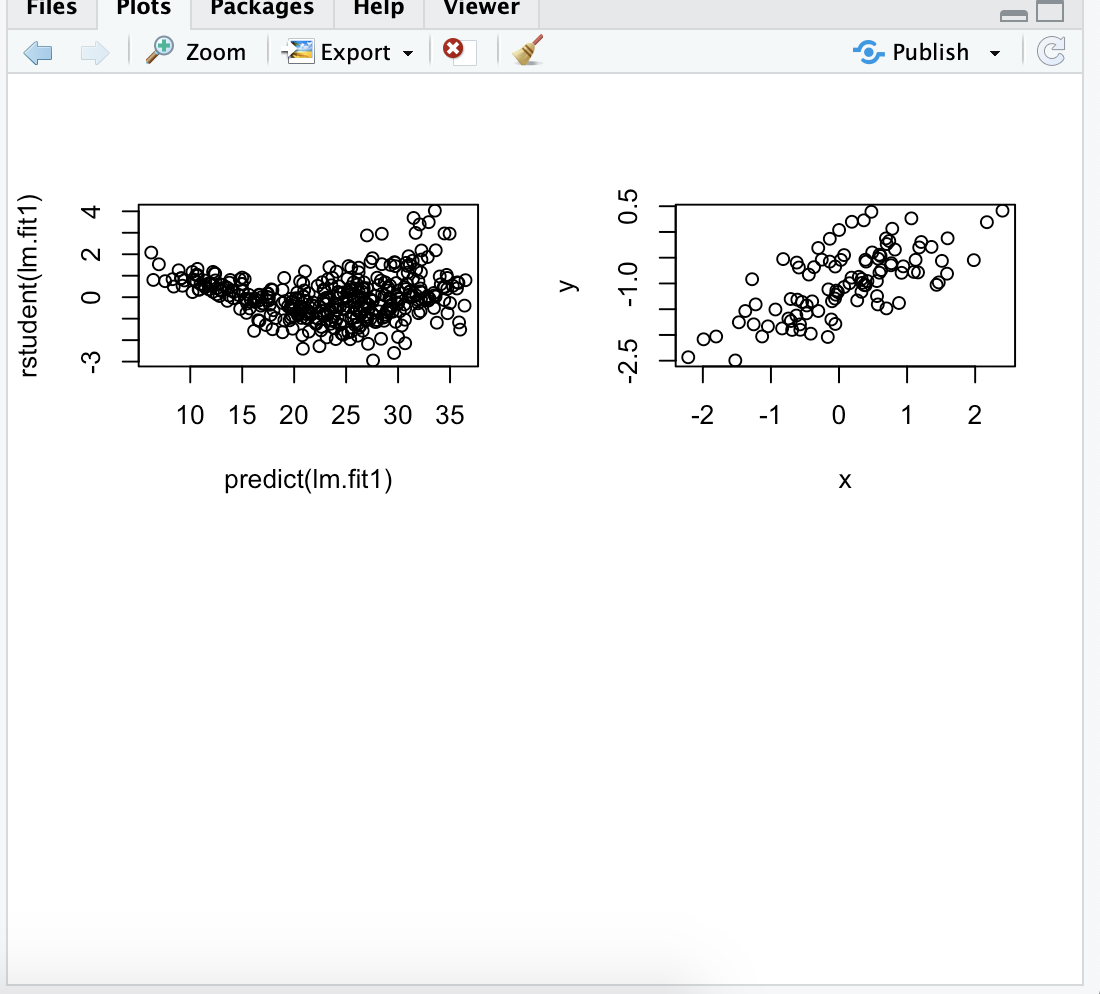 Files Plots Packages Help Viewer
Zoom Export Publish
rstudent(lm.fit1)
4
2
0
-3
10 15 20 25 30 35
predict(lm.fit1)
y
0.5
-1.0
-2.5
-2 -1 0 1 2
x